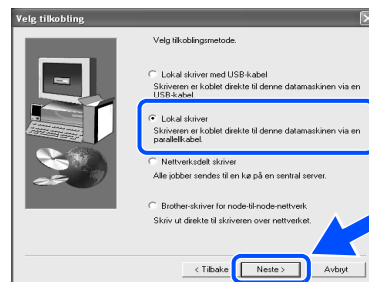 Velg tilkobling
Velg tilkoblingsmetode.
Lokal skriver med USB-kabel
Skriveren er koblet direkte til denne datamaskinen via en
USB-kabel
Lokal skriver
Skriveren er koblet direkte til denne datamaskinen via en
parallellkabel.
Nettverksdelt skriver
Alle jobber sendes til en kø på en sentral server.
Brother-skriver for node-til-node-nettverk
Skriv ut direkte til skriveren over nettverket.
< Tilbake
Neste >
Avbryt